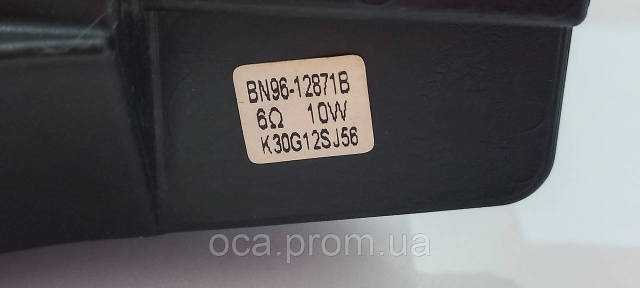 BN96-12871B
6Ω 10W
K30G12SJ56
oca.prom.ua